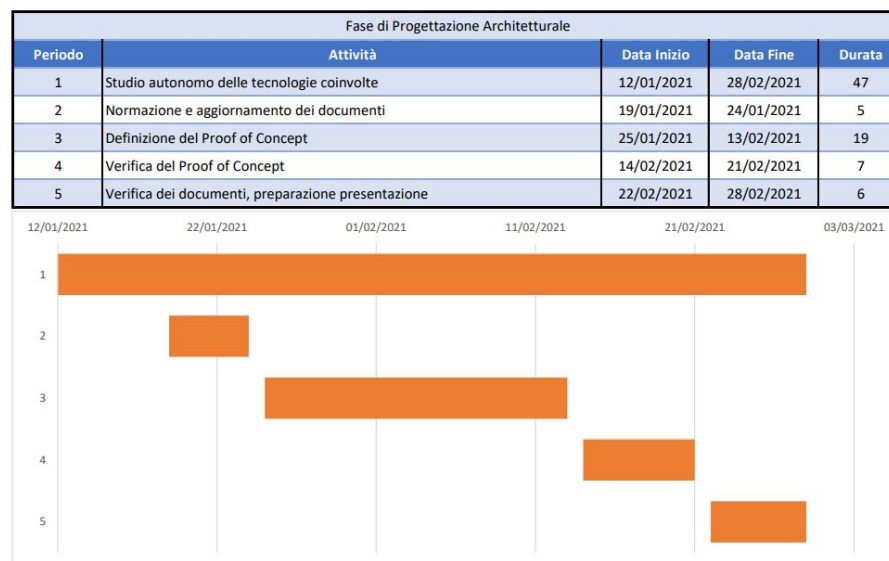 Fase di Progettazione Architetturale
Periodo Attività Data Inizio Data Fine Durata
1 Studio autonomo delle tecnologie coinvolte 12/01/2021 28/02/2021 47
2 Normazione e aggiornamento dei documenti 19/01/2021 24/01/2021 5
3 Definizione del Proof of Concept 25/01/2021 13/02/2021 19
4 Verifica del Proof of Concept 14/02/2021 21/02/2021 7
5 Verifica dei documenti, preparazione presentazione 22/02/2021 28/02/2021 6
12/01/2021 22/01/2021 01/02/2021 11/02/2021 21/02/2021 03/03/2021
1
2
3
4
5